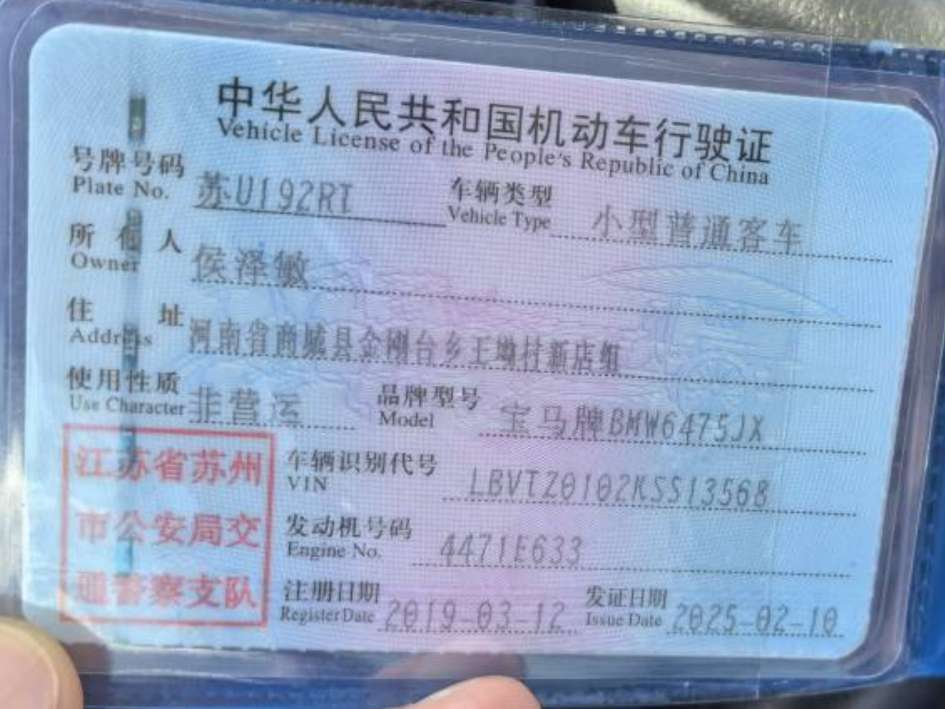 中华人民共和国机动车行驶证
Vehicle License of the People's Republic of China
号牌号码 苏U192RT 车辆类型 小型普通客车
Plate No. Vehicle Type
所有人 侯泽敏
Owner
住址 河南省商城县金刚台乡王塆村新店组
Address
使用性质 非营运 品牌型号 宝马牌BMW6475JX
Use Character Model
江苏省苏州
市公安局交
通警察支队
车辆识别代号 LBVTZ0102KSS13568
VIN
发动机号码 4471E633
Engine No.
注册日期 2019-03-12 发证日期 2025-02-10
Register Date Issue Date